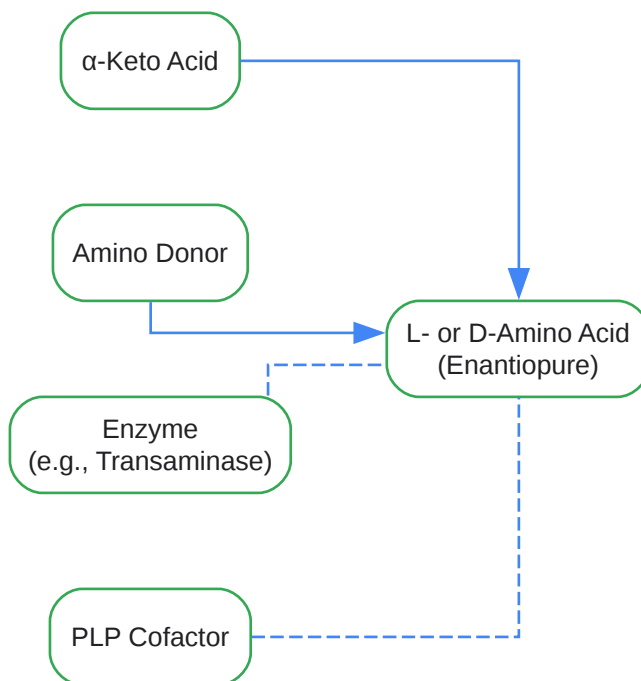 α-Keto Acid
Amino Donor
L- or D-Amino Acid
(Enantiopure)
Enzyme
(e.g., Transaminase)
PLP Cofactor